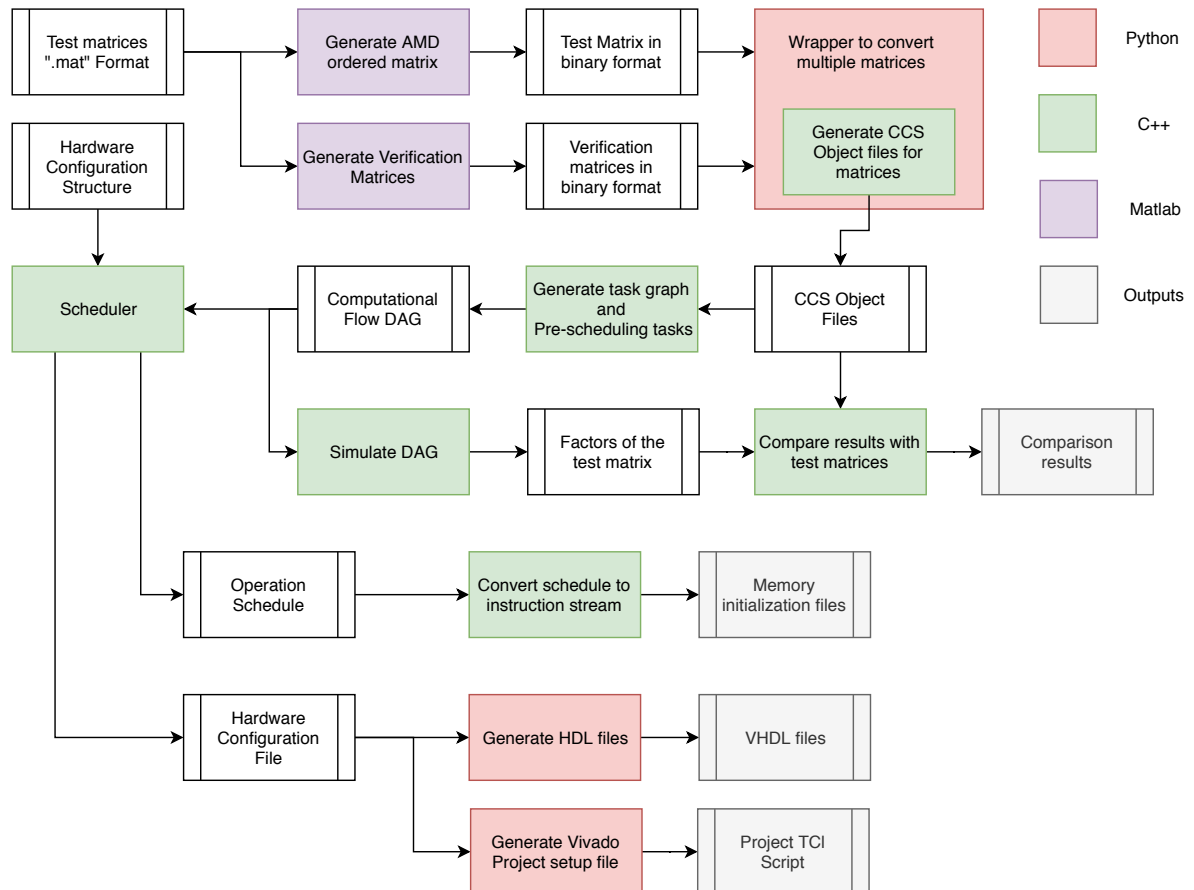 Test matrices
".mat" Format
Generate AMD
ordered matrix
Test Matrix in
binary format
Wrapper to convert
multiple matrices
Python
Hardware
Configuration
Structure
Generate Verification
Matrices
Verification
matrices in
binary format
Generate CCS
Object files for
matrices
C++
Matlab
Scheduler
Computational
Flow DAG
Generate task graph
and
Pre-scheduling tasks
CCS Object
Files
Outputs
Simulate DAG
Factors of the
test matrix
Compare results with
test matrices
Comparison
results
Operation
Schedule
Convert schedule to
instruction stream
Memory
initialization files
Hardware
Configuration
File
Generate HDL files
VHDL files
Generate Vivado
Project setup file
Project TCl
Script